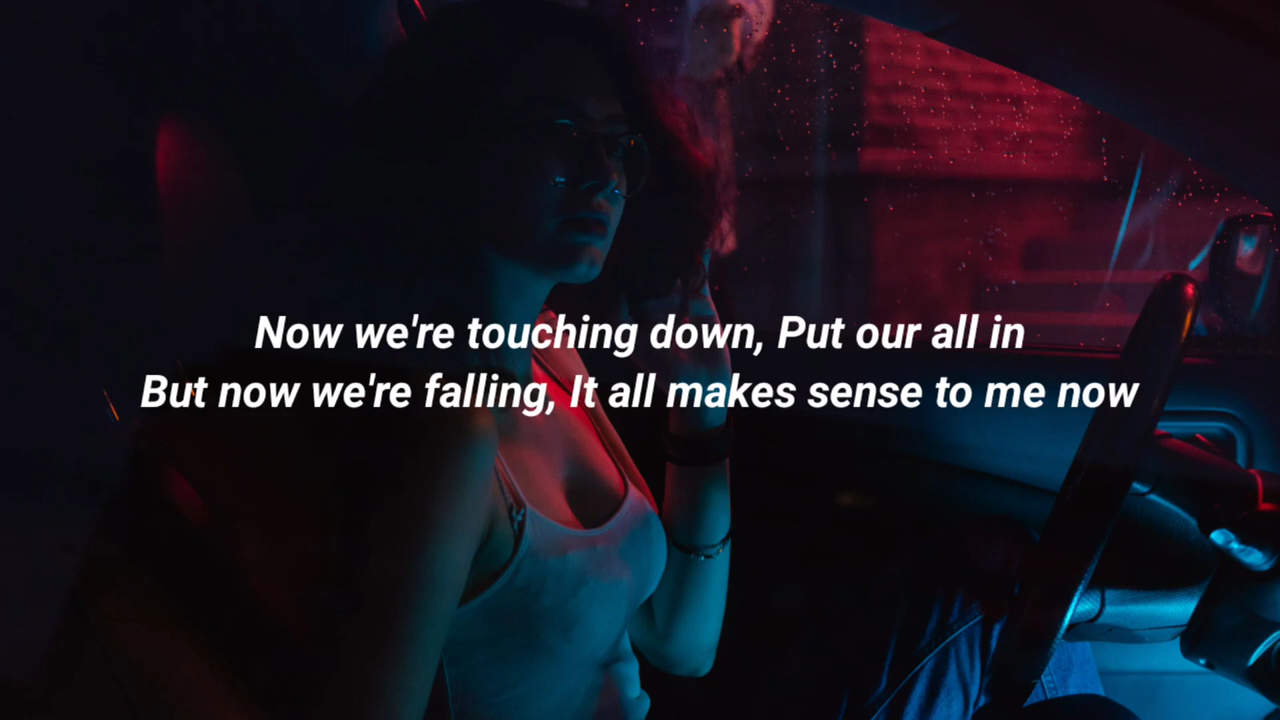 Now we're touching down, Put our all in
But now we're falling, It all makes sense to me now